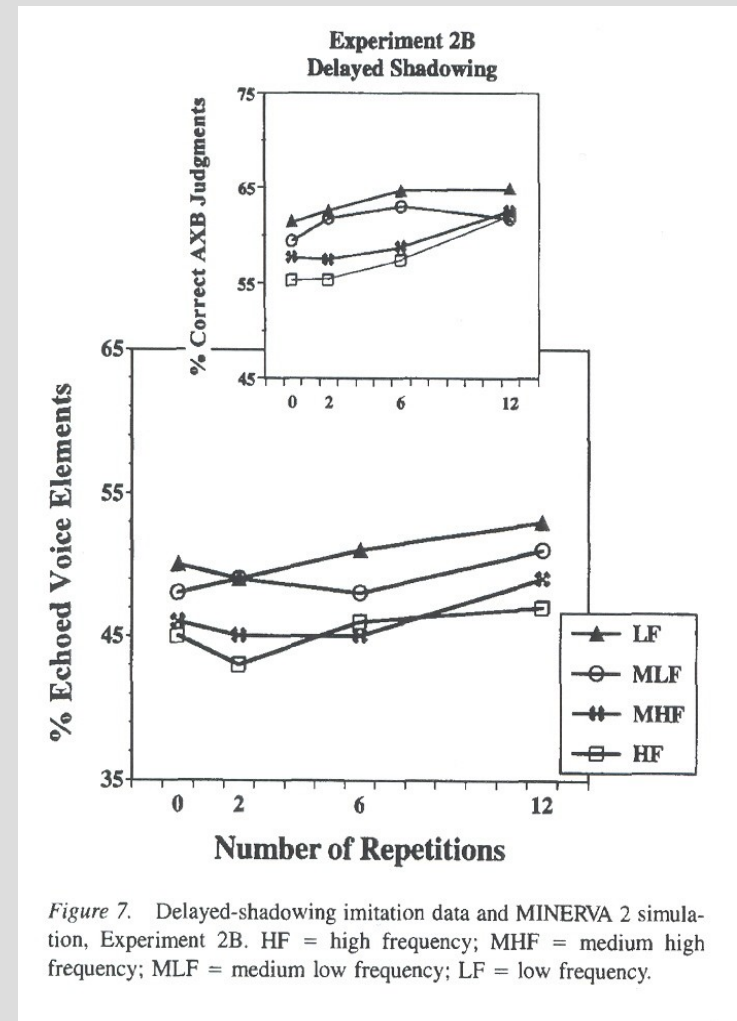 Experiment 2B
Delayed Shadowing
% Correct AXB Judgments
75
65
55
45
0 2 6 12
% Echoed Voice Elements
65
55
45
35
0 2 6 12
LF
MLF
MHF
HF
Number of Repetitions
Figure 7. Delayed-shadowing imitation data and MINERVA 2 simula-
tion, Experiment 2B. HF = high frequency; MHF = medium high
frequency; MLF = medium low frequency; LF = low frequency.